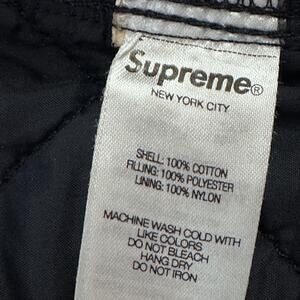 Supreme®
NEW YORK CITY
SHELL: 100% COTTON
FILLING: 100% POLYESTER
LINING: 100% NYLON
MACHINE WASH COLD WITH
LIKE COLORS
DO NOT BLEACH
HANG DRY
DO NOT IRON